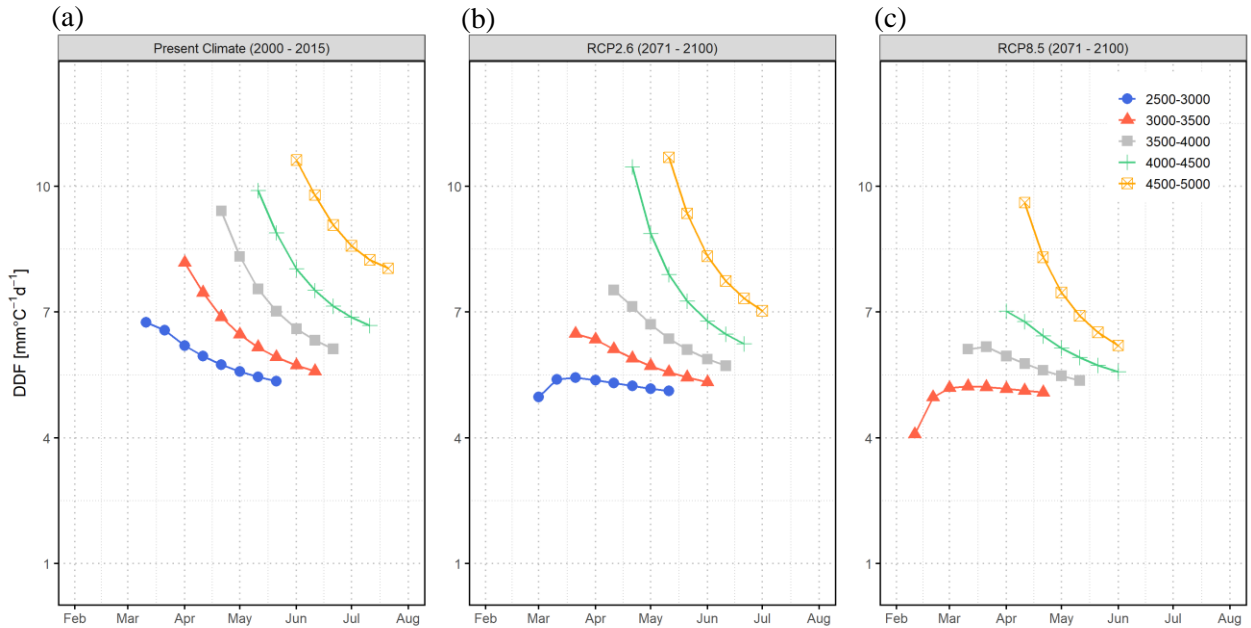 (a)
(b)
(c)
Present Climate (2000 - 2015)
RCP2.6 (2071 - 2100)
RCP8.5 (2071 - 2100)
2500-3000
3000-3500
3500-4000
4000-4500
4500-5000
DDF [mm°C⁻¹d⁻¹]
10
7
4
1
10
7
4
1
10
7
4
1
Feb Mar Apr May Jun Jul Aug
Feb Mar Apr May Jun Jul Aug
Feb Mar Apr May Jun Jul Aug